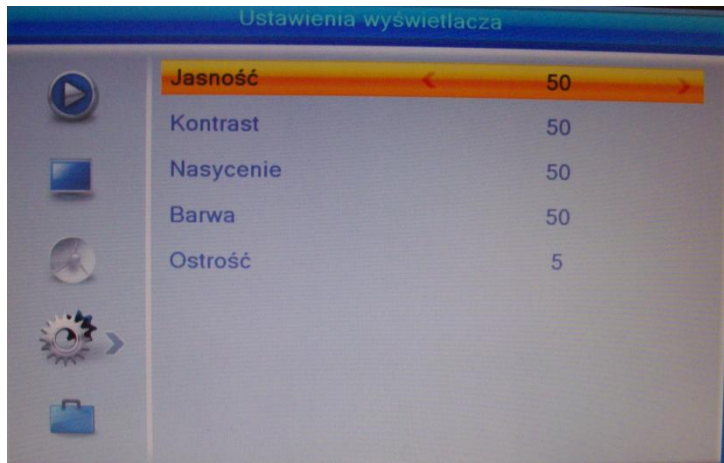 Ustawienia wyświetlacza
Jasność 50
Kontrast 50
Nasycenie 50
Barwa 50
Ostrość 5